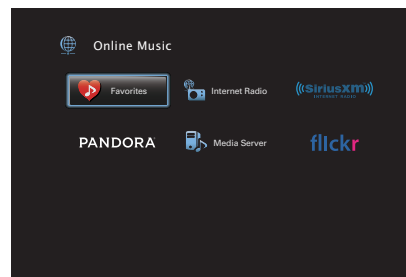 Online Music
Favorites Internet Radio ((SiriusXM))
INTERNET RADIO
PANDORA Media Server flickr